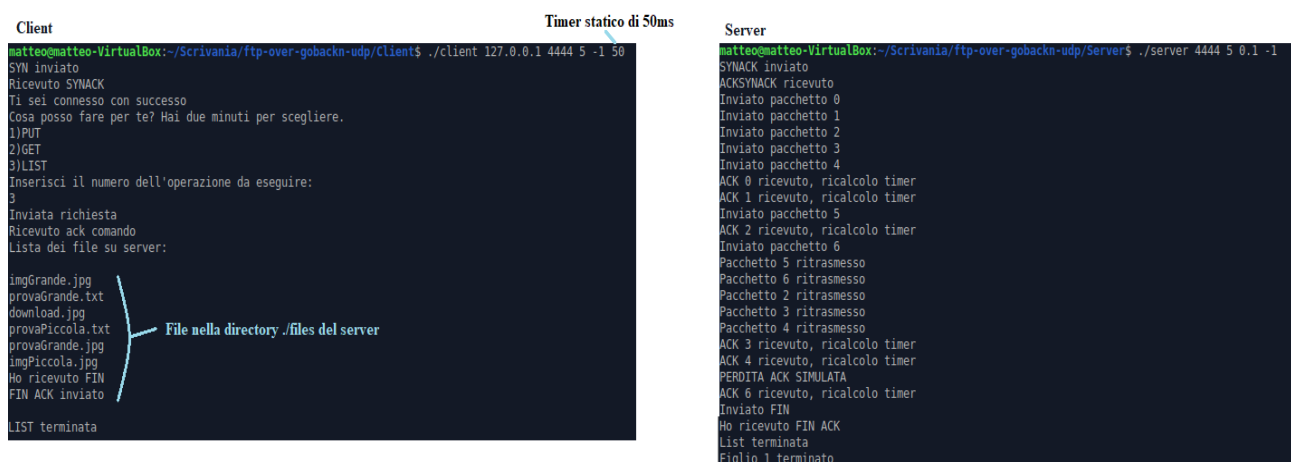 Client
Timer statico di 50ms
matteo@matteo-VirtualBox:~/Scrivania/ftp-over-gobackn-udp/Client$ ./client 127.0.0.1 4444 5 -1 50
SYN inviato
Ricevuto SYNACK
Ti sei connesso con successo
Cosa posso fare per te? Hai due minuti per scegliere.
1)PUT
2)GET
3)LIST
Inserisci il numero dell'operazione da eseguire:
3
Inviata richiesta
Ricevuto ack comando
Lista dei file su server:
imgGrande.jpg
provaGrande.txt
download.jpg
provaPiccola.txt
provaGrande.jpg
imgPiccola.jpg
Ho ricevuto FIN
FIN ACK inviato
File nella directory ./files del server
LIST terminata
Server
matteo@matteo-VirtualBox:~/Scrivania/ftp-over-gobackn-udp/Server$ ./server 4444 5 0.1 -1
SYNACK inviato
ACKSYNACK ricevuto
Inviato pacchetto 0
Inviato pacchetto 1
Inviato pacchetto 2
Inviato pacchetto 3
Inviato pacchetto 4
ACK 0 ricevuto, ricalcolo timer
ACK 1 ricevuto, ricalcolo timer
Inviato pacchetto 5
ACK 2 ricevuto, ricalcolo timer
Inviato pacchetto 6
Pacchetto 5 ritrasmesso
Pacchetto 6 ritrasmesso
Pacchetto 2 ritrasmesso
Pacchetto 3 ritrasmesso
Pacchetto 4 ritrasmesso
ACK 3 ricevuto, ricalcolo timer
ACK 4 ricevuto, ricalcolo timer
PERDITA ACK SIMULATA
ACK 6 ricevuto, ricalcolo timer
Inviato FIN
Ho ricevuto FIN ACK
List terminata
Figlio 1 terminato